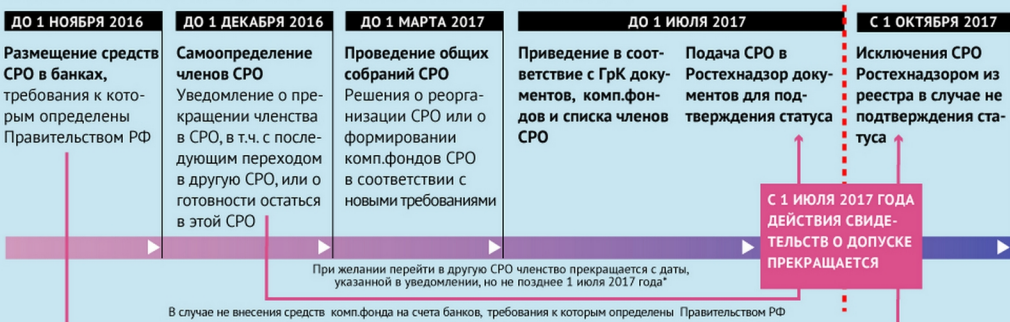 ДО 1 НОЯБРЯ 2016
Размещение средств
СРО в банках,
требования к кото-
рым определены
Правительством РФ
ДО 1 ДЕКАБРЯ 2016
Самоопределение
членов СРО
Уведомление о пре-
кращении членства
в СРО, в т.ч. с после-
дующим переходом
в другую СРО, или о
готовности остаться
в этой СРО
ДО 1 МАРТА 2017
Проведение общих
собраний СРО
Решения о реорга-
низации СРО или о
формировании
комп.фондов СРО
в соответствии с
новыми требованиями
ДО 1 ИЮЛЯ 2017
Приведение в соот-
ветствие с ГрК доку-
ментов, комп.фон-
дов и списка членов
СРО
Подача СРО в
Ростехнадзор доку-
ментов для под-
тверждения статуса
С 1 ОКТЯБРЯ 2017
Исключения СРО
Ростехнадзором из
реестра в случае не
подтверждения ста-
туса
С 1 ИЮЛЯ 2017 ГОДА
ДЕЙСТВИЯ СВИДЕ-
ТЕЛЬСТВ О ДОПУСКЕ
ПРЕКРАЩАЕТСЯ
При желании перейти в другую СРО членство прекращается с даты,
указанной в уведомлении, но не позднее 1 июля 2017 года*
В случае не внесения средств комп.фонда на счета банков, требования к которым определены Правительством РФ